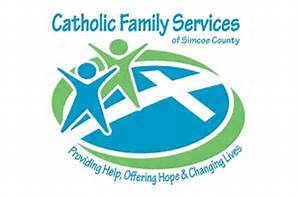 Catholic Family Services
of Simcoe County
Providing Help, Offering Hope & Changing Lives